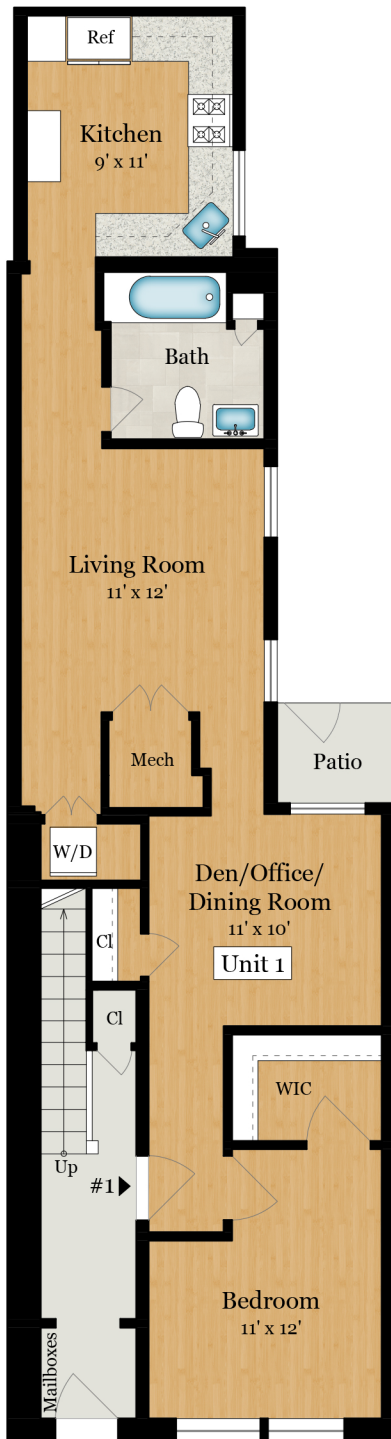 Ref
Kitchen
9' x 11'
Bath
Living Room
11' x 12'
Mech
Patio
W/D
Den/Office/
Dining Room
11' x 10'
Unit 1
Cl
Cl
WIC
Up
#1
Bedroom
11' x 12'
Mailboxes